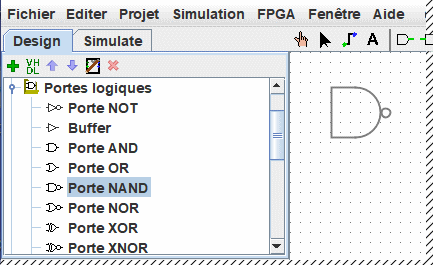 Fichier Editer Projet Simulation FPGA Fenêtre Aide
Design Simulate
A
VH
DL
Portes logiques
Porte NOT
Buffer
Porte AND
Porte OR
Porte NAND
Porte NOR
Porte XOR
Porte XNOR